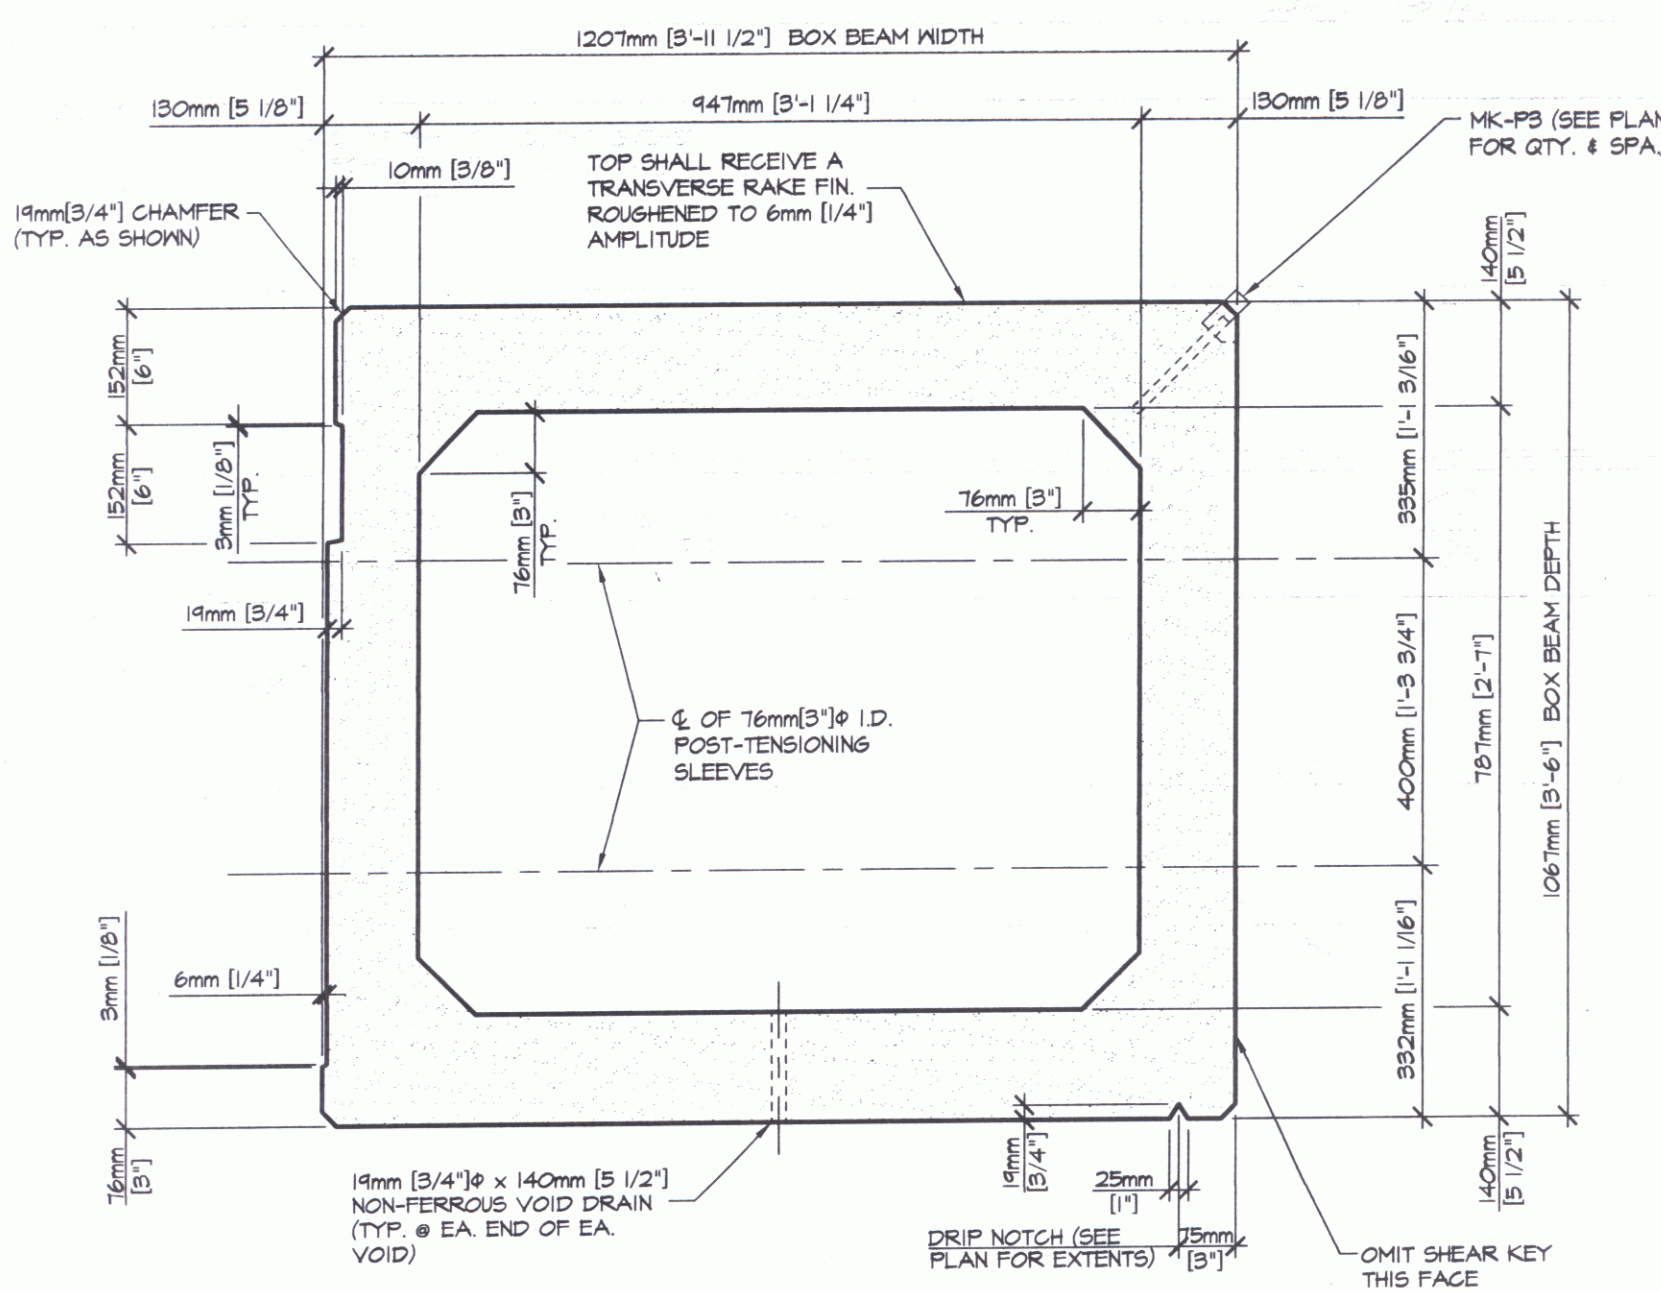 1207mm [3'-11 1/2"] BOX BEAM WIDTH
130mm [5 1/8"]
947mm [3'-1 1/4"]
130mm [5 1/8"]
MK-P3 (SEE PLAN
FOR QTY. & SPA.
10mm [3/8"]
TOP SHALL RECEIVE A
TRANSVERSE RAKE FIN.
ROUGHENED TO 6mm [1/4"]
AMPLITUDE
19mm[3/4"] CHAMFER
(TYP. AS SHOWN)
140mm
[5 1/2"]
152mm
[6"]
152mm
[6"]
3mm [1/8"]
TYP.
76mm [3"]
TYP.
76mm [3"]
TYP.
335mm [1'-1 3/16"]
19mm [3/4"]
400mm [1'-3 3/4"]
787mm [2'-7"]
1067mm [3'-6"] BOX BEAM DEPTH
℄ OF 76mm[3"]Φ I.D.
POST-TENSIONING
SLEEVES
3mm [1/8"]
6mm [1/4"]
332mm [1'-1 1/16"]
76mm
[3"]
19mm [3/4"]Φ x 140mm [5 1/2"]
NON-FERROUS VOID DRAIN
(TYP. @ EA. END OF EA.
VOID)
19mm
[3/4"]
25mm
[1"]
140mm
[5 1/2"]
DRIP NOTCH (SEE
PLAN FOR EXTENTS)
75mm
[3"]
OMIT SHEAR KEY
THIS FACE